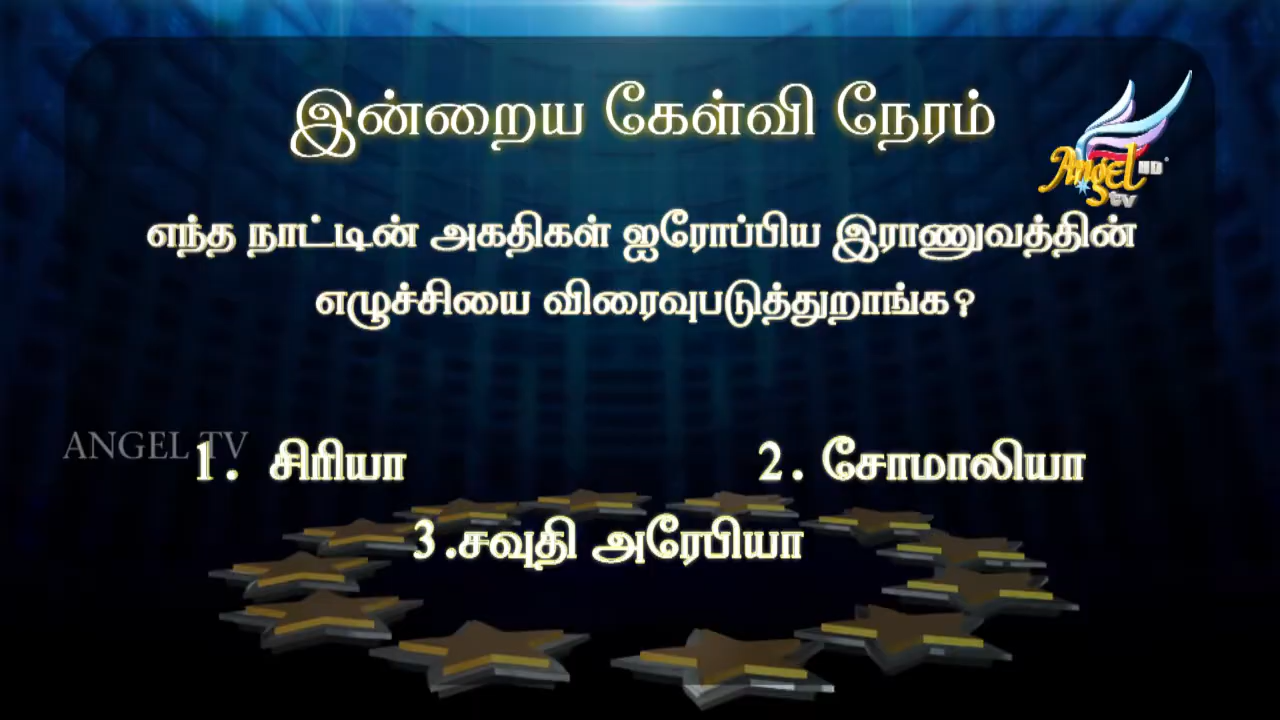 இன்றைய கேள்வி நேரம்
Angel HD
tv
எந்த நாட்டின் அகதிகள் ஐரோப்பிய இராணுவத்தின்
எழுச்சியை விரைவுபடுத்துறாங்க?
ANGEL TV
1. சிரியா
2. சோமாலியா
3.சவுதி அரேபியா